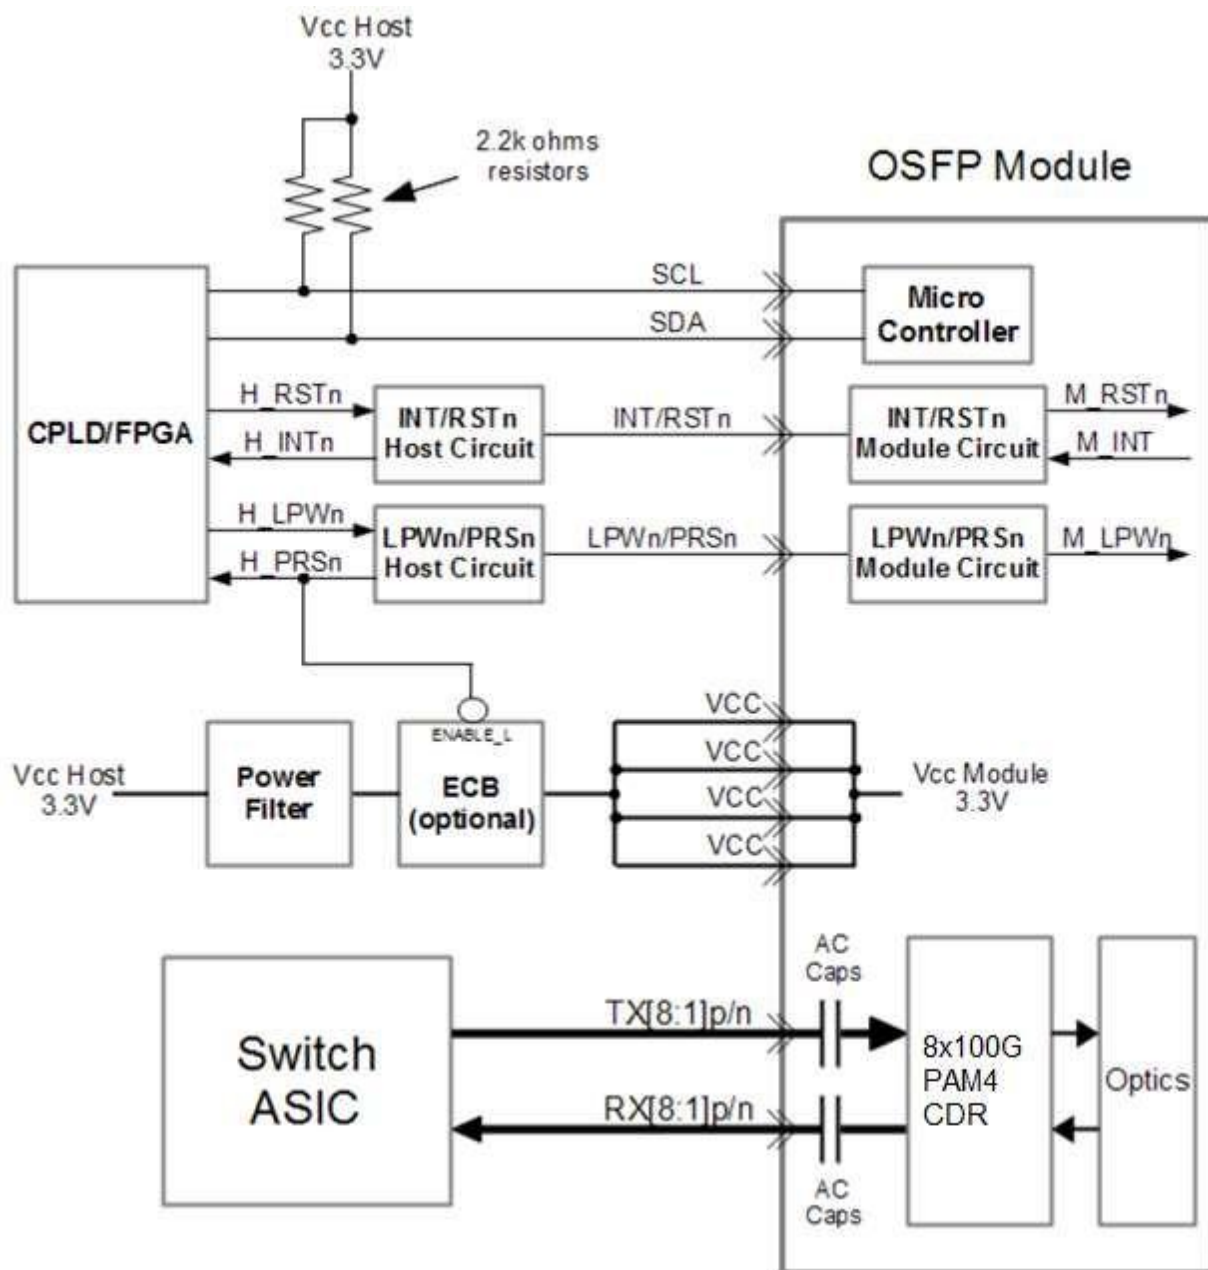 Vcc Host
3.3V
2.2k ohms
resistors
OSFP Module
SCL
SDA
Micro
Controller
CPLD/FPGA
H_RSTn
H_INTn
INT/RSTn
Host Circuit
INT/RSTn
INT/RSTn
Module Circuit
M_RSTn
M_INT
H_LPWn
H_PRSn
LPWn/PRSn
Host Circuit
LPWn/PRSn
LPWn/PRSn
Module Circuit
M_LPWn
Vcc Host
3.3V
Power
Filter
ENABLE_L
ECB
(optional)
VCC
VCC
VCC
VCC
Vcc Module
3.3V
Switch
ASIC
TX[8:1]p/n
RX[8:1]p/n
AC
Caps
AC
Caps
8x100G
PAM4
CDR
Optics